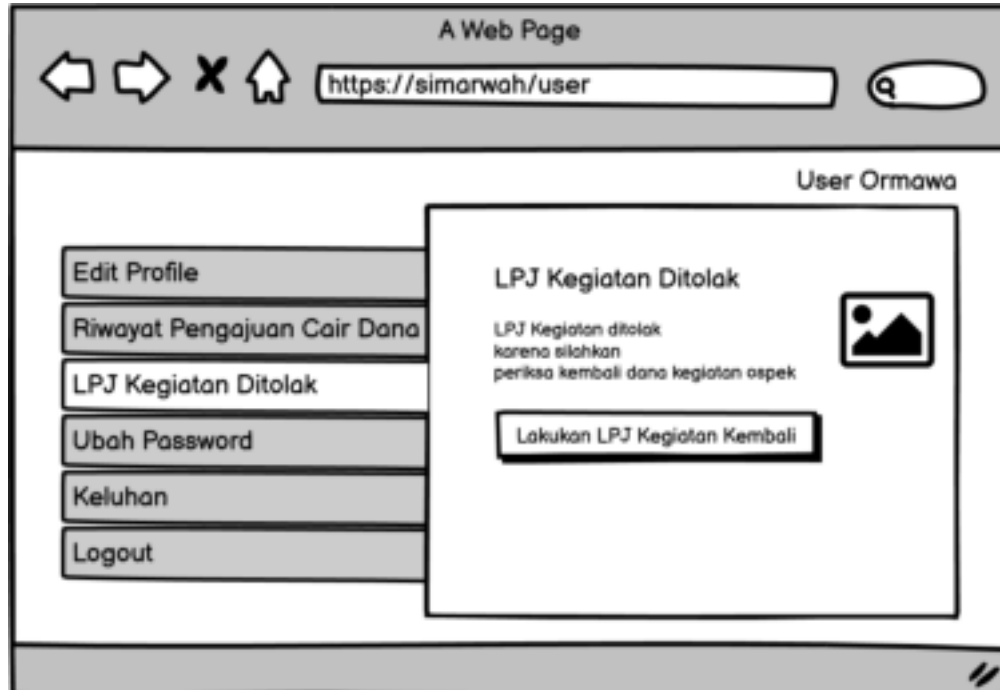 A Web Page
https://simarwah/user
User Ormawa
Edit Profile
Riwayat Pengajuan Cair Dana
LPJ Kegiatan Ditolak
Ubah Password
Keluhan
Logout
LPJ Kegiatan Ditolak
LPJ Kegiatan ditolak
karena silahkan
periksa kembali dana kegiatan ospek
Lakukan LPJ Kegiatan Kembali